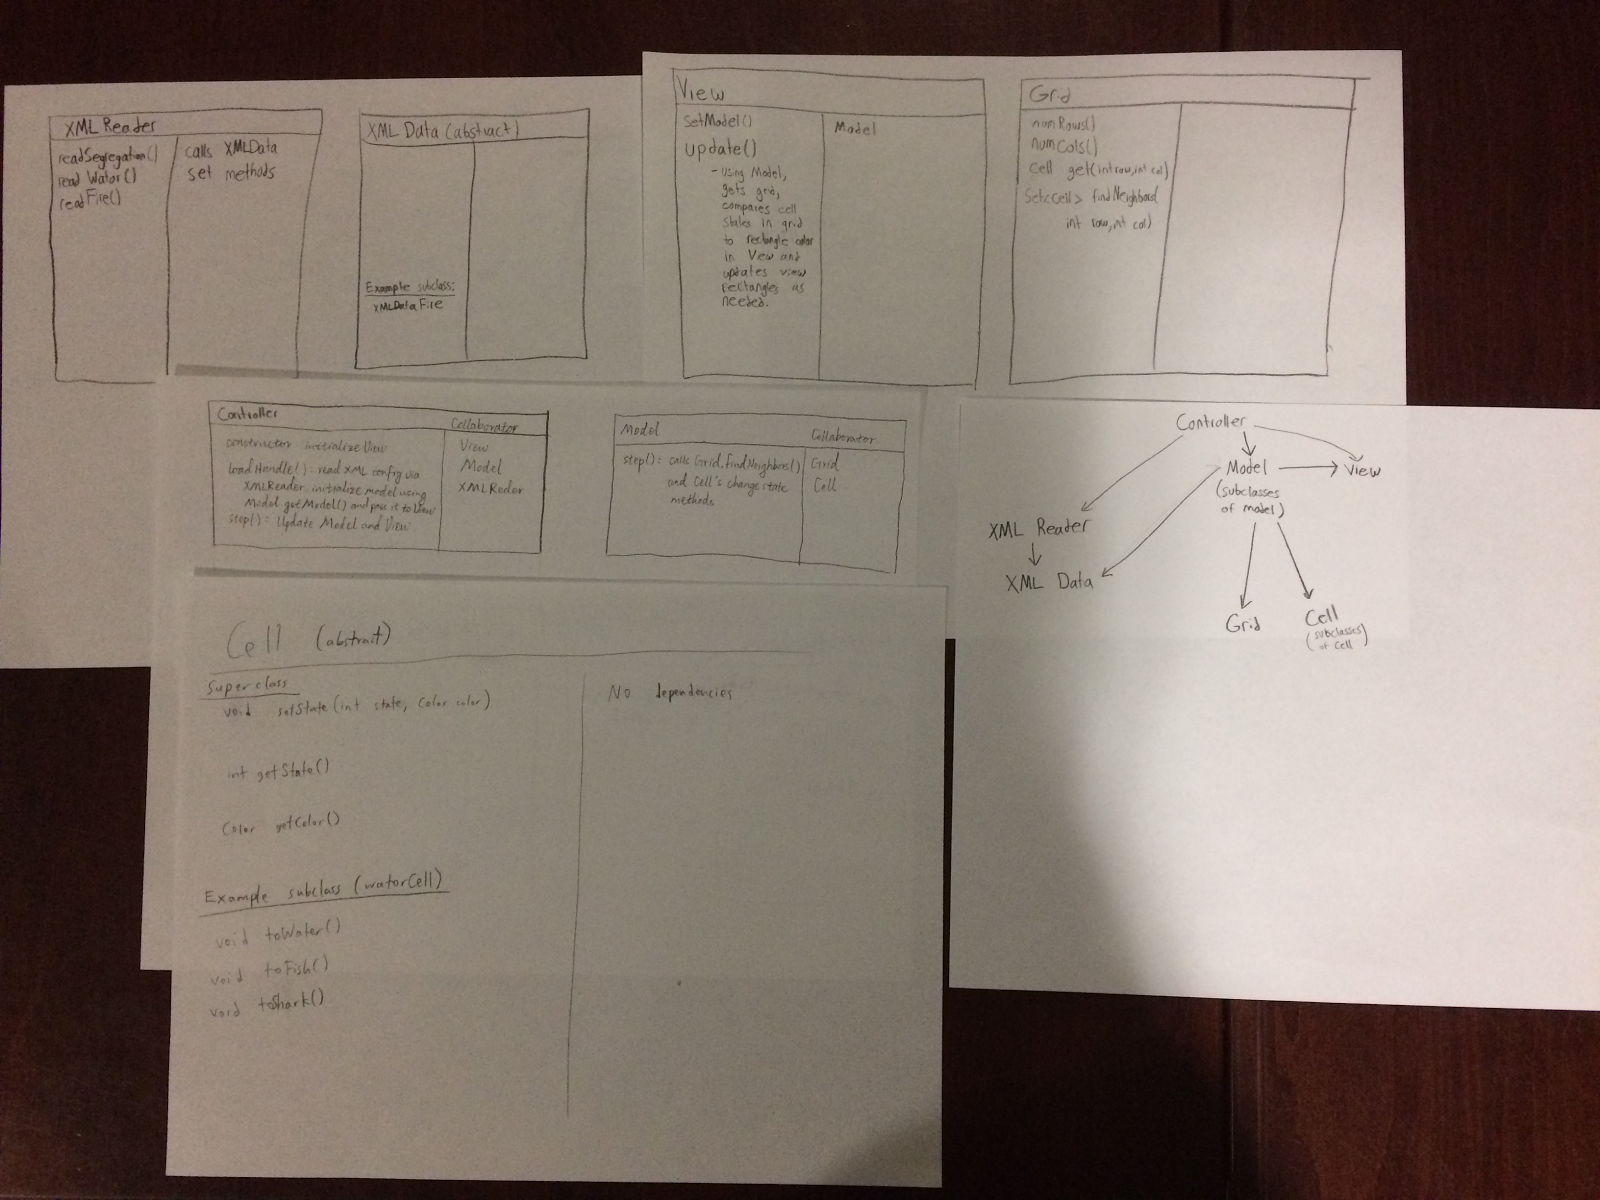 XML Reader
readSegregation()
read Wator()
readFire()
calls XMLData
set methods
XML Data (abstract)
Example subclass:
XMLData Fire
View
setModel()
update()
- Using Model,
gets grid,
compares cell
states in grid
to rectangle color
in View and
updates view
rectangles as
needed.
Model
Grid
numRows()
numCols()
Cell get(int row, int col)
Set<Cell> findNeighbors(
int row, int col)
Controller
Collaborator
constructor initialize View
loadHandle(): read XML config via
XMLReader, initialize model using
Model getModel() and pass it to View
step(): Update Model and View
View
Model
XMLReder
Model
Collaborator
step(): calls Grid.findNeighbors()
and Cell's change state
methods
Grid
Cell
Controller
Model
(subclasses
of model)
View
XML Reader
XML Data
Grid
Cell
(subclasses
of cell)
Cell (abstract)
Superclass
void setState(int state, Color color)
int getState()
Color getColor()
Example subclass (watorCell)
void toWater()
void toFish()
void toShark()
No dependencies